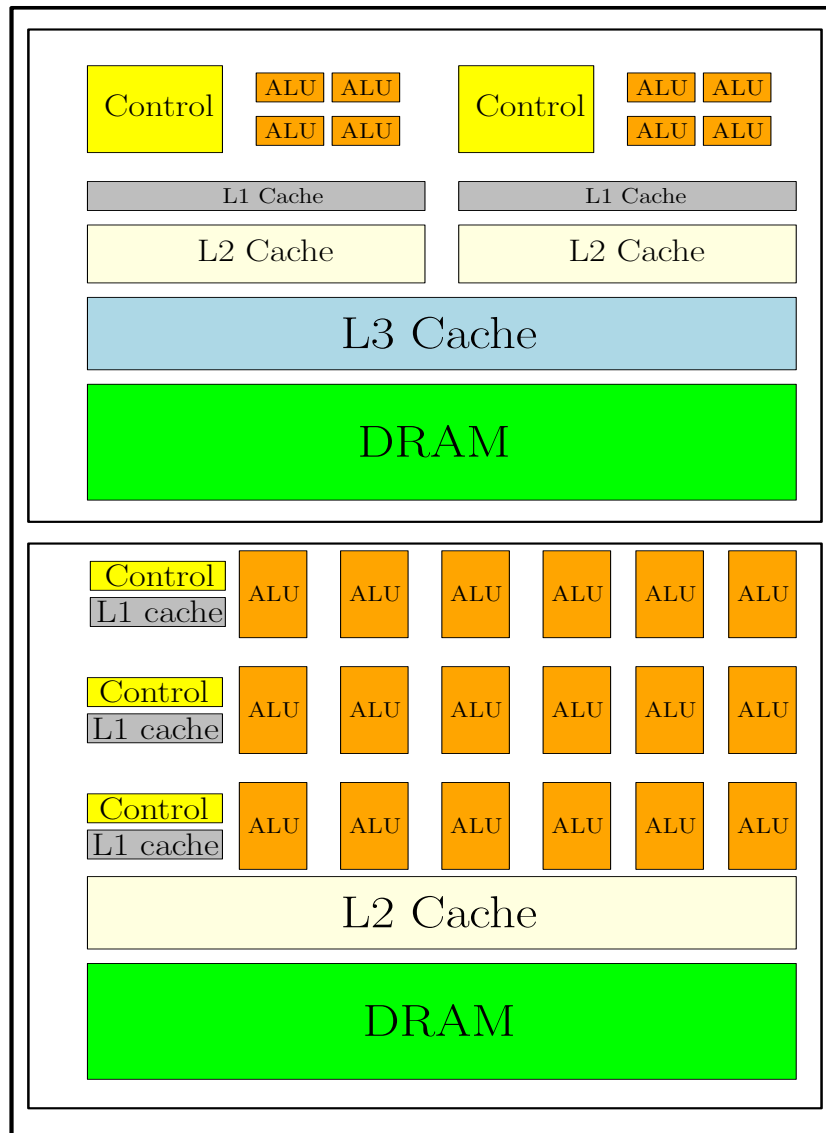 Control ALU ALU Control ALU ALU
ALU ALU ALU ALU
L1 Cache L1 Cache
L2 Cache L2 Cache
L3 Cache
DRAM
Control
L1 cache ALU ALU ALU ALU ALU ALU
Control
L1 cache ALU ALU ALU ALU ALU ALU
Control
L1 cache ALU ALU ALU ALU ALU ALU
L2 Cache
DRAM